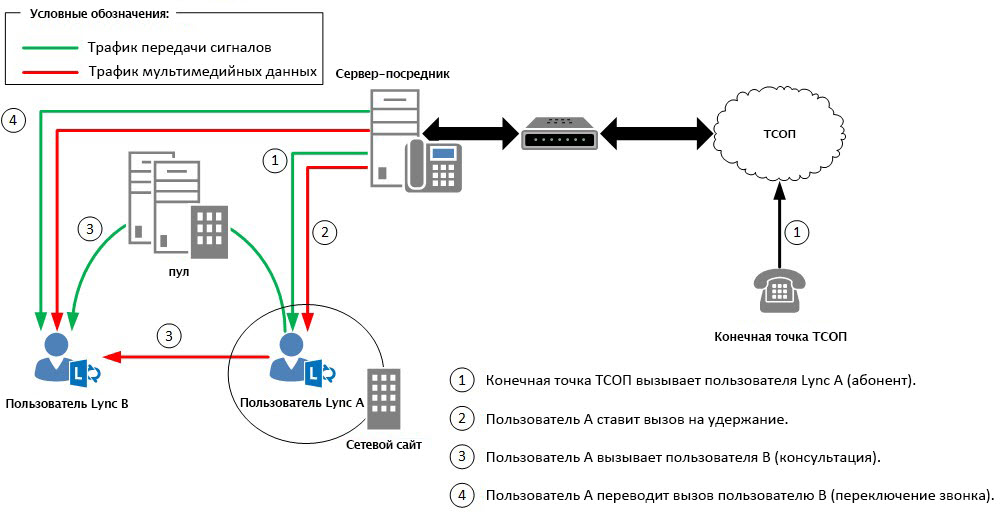 Условные обозначения:
Трафик передачи сигналов
Трафик мультимедийных данных
Сервер-посредник
4
1
ТСОП
3
2
1
пул
3
Конечная точка ТСОП
Пользователь Lync B
Пользователь Lync A
Сетевой сайт
1 Конечная точка ТСОП вызывает пользователя Lync A (абонент).
2 Пользователь A ставит вызов на удержание.
3 Пользователь A вызывает пользователя B (консультация).
4 Пользователь A переводит вызов пользователю B (переключение звонка).